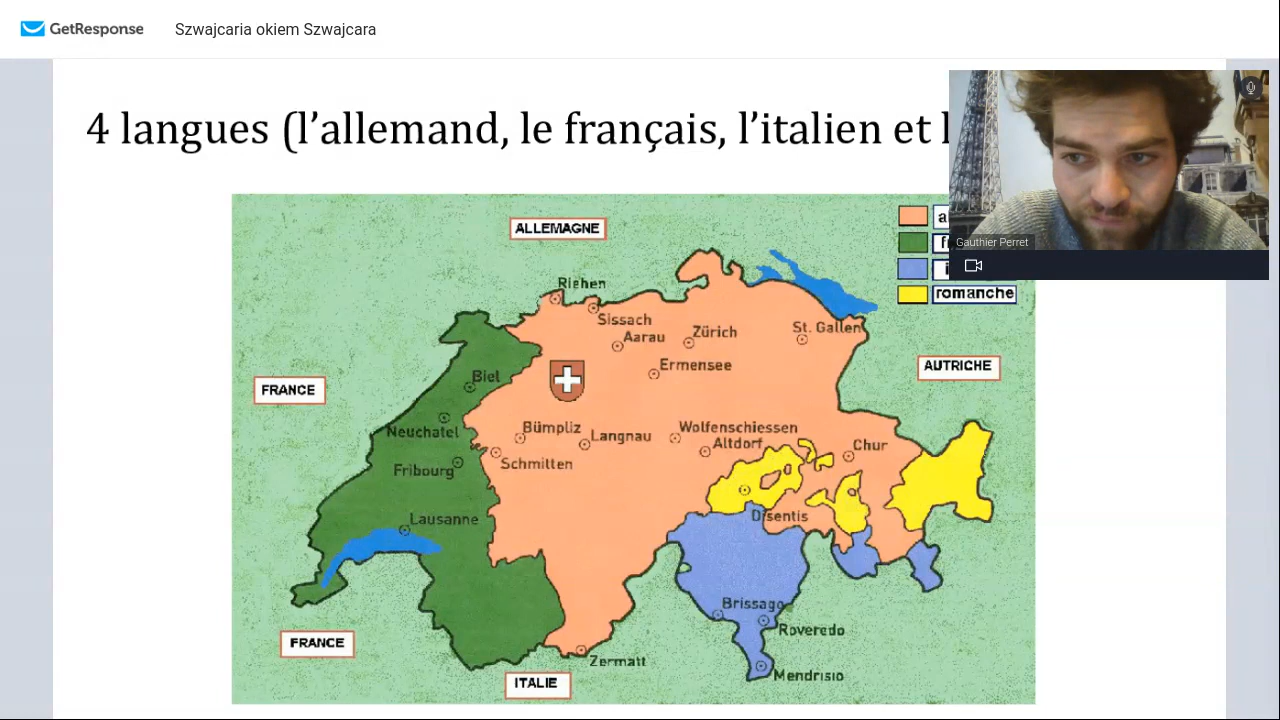 GetResponse
Szwajcaria okiem Szwajcara
4 langues (l’allemand, le français, l’italien et
Gauthier Perret
ALLEMAGNE
romanche
Riehen
Sissach
Aarau
Zürich
St. Gallen
Ermensee
AUTRICHE
Biel
FRANCE
Neuchatel
Bümpliz
Langnau
Wolfenschiessen
Altdorf
Chur
Fribourg
Schmitten
Lausanne
Disentis
Brissago
Roveredo
FRANCE
Zermatt
Mendrisio
ITALIE